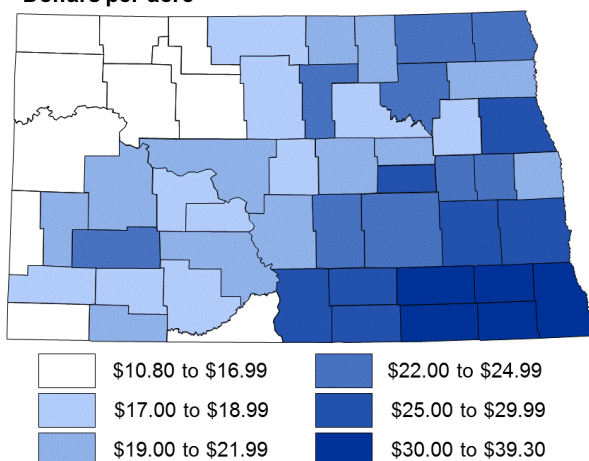 Dollars per acre
$10.80 to $16.99
$22.00 to $24.99
$17.00 to $18.99
$25.00 to $29.99
$19.00 to $21.99
$30.00 to $39.30